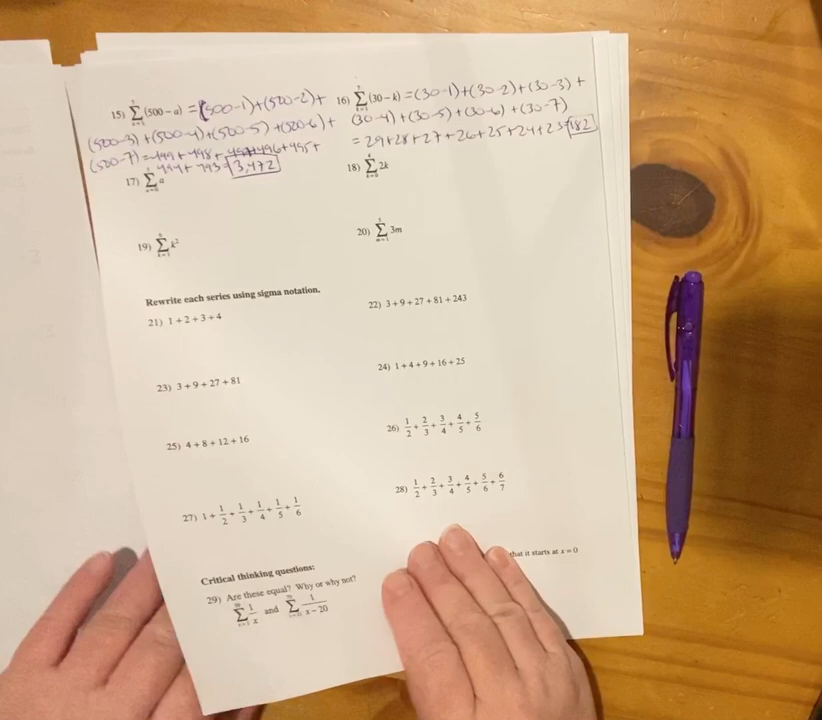 15) ∑ (500 − a) = (500-1)+(500-2)+
(500-3)+(500-4)+(500-5)+(500-6)+
(500-7) = 499+498+497+496+495+
494+493=3,472
16) ∑ (30 − k) =(30-1)+(30-2)+(30-3)+
(30-4)+(30-5)+(30-6)+(30-7)
= 29+28+27+26+25+24+23=182
17) ∑ a
18) ∑ 2k
19) ∑ k²
20) ∑ 3m
Rewrite each series using sigma notation.
21) 1 + 2 + 3 + 4
22) 3 + 9 + 27 + 81 + 243
23) 3 + 9 + 27 + 81
24) 1 + 4 + 9 + 16 + 25
25) 4 + 8 + 12 + 16
26) 1/2 + 2/3 + 3/4 + 4/5 + 5/6
27) 1 + 1/2 + 1/3 + 1/4 + 1/5 + 1/6
28) 1/2 + 2/3 + 3/4 + 4/5 + 5/6 + 6/7
Critical thinking questions:
29) Are these equal? Why or why not?
∑ 1/x and ∑ 1/(x − 20)
that it starts at x = 0